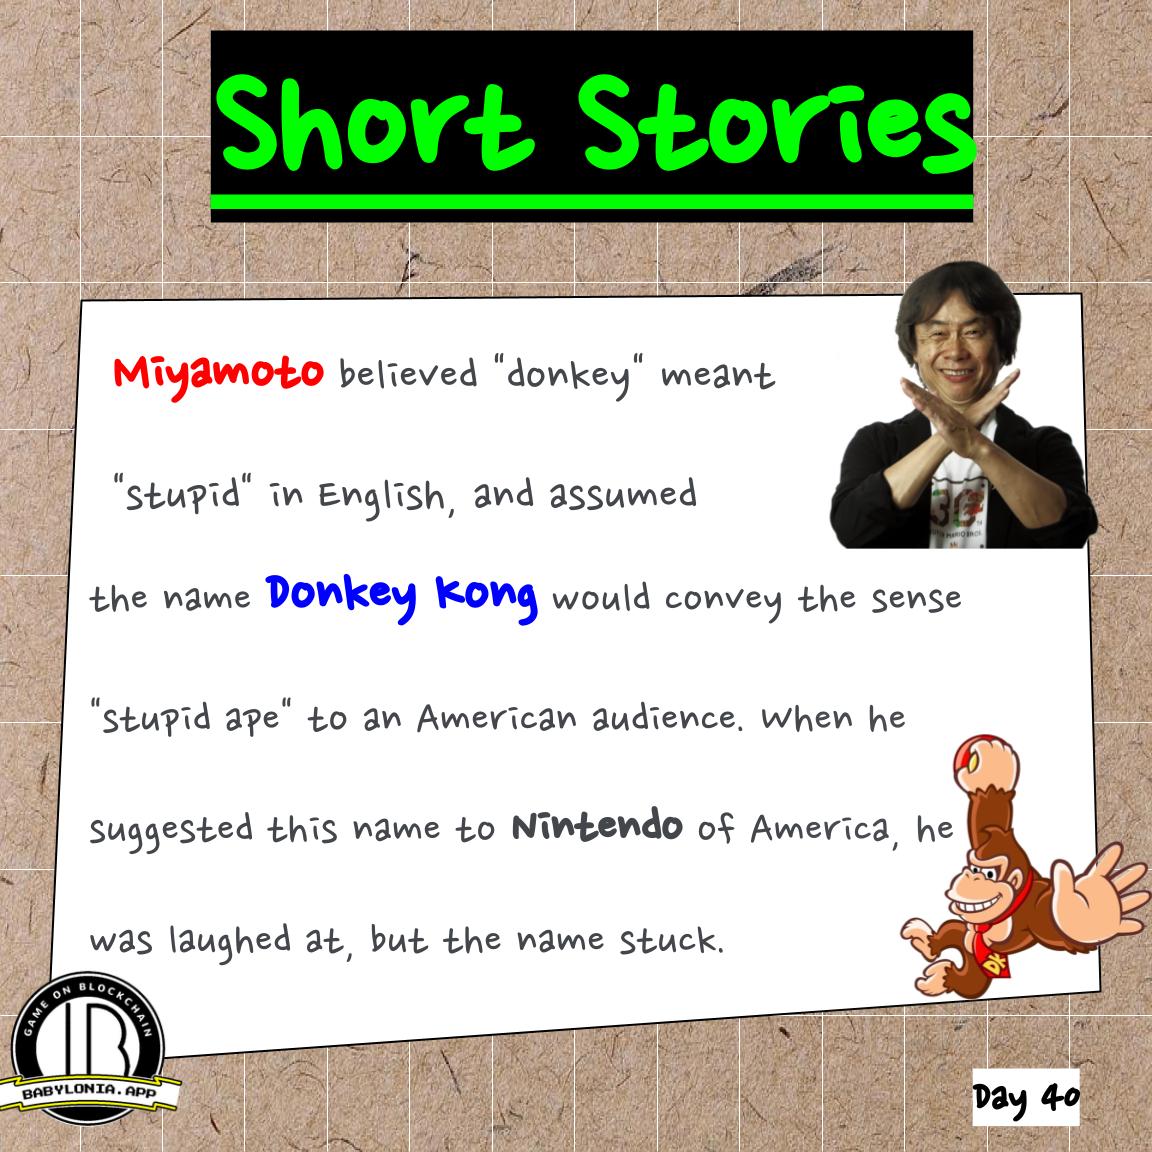 Short Stories
Miyamoto believed "donkey" meant
"stupid" in English, and assumed
the name Donkey Kong would convey the sense
"stupid ape" to an American audience. When he
suggested this name to Nintendo of America, he
was laughed at, but the name stuck.
DK
GAME ON BLOCKCHAIN
BABYLONIA.APP
Day 40